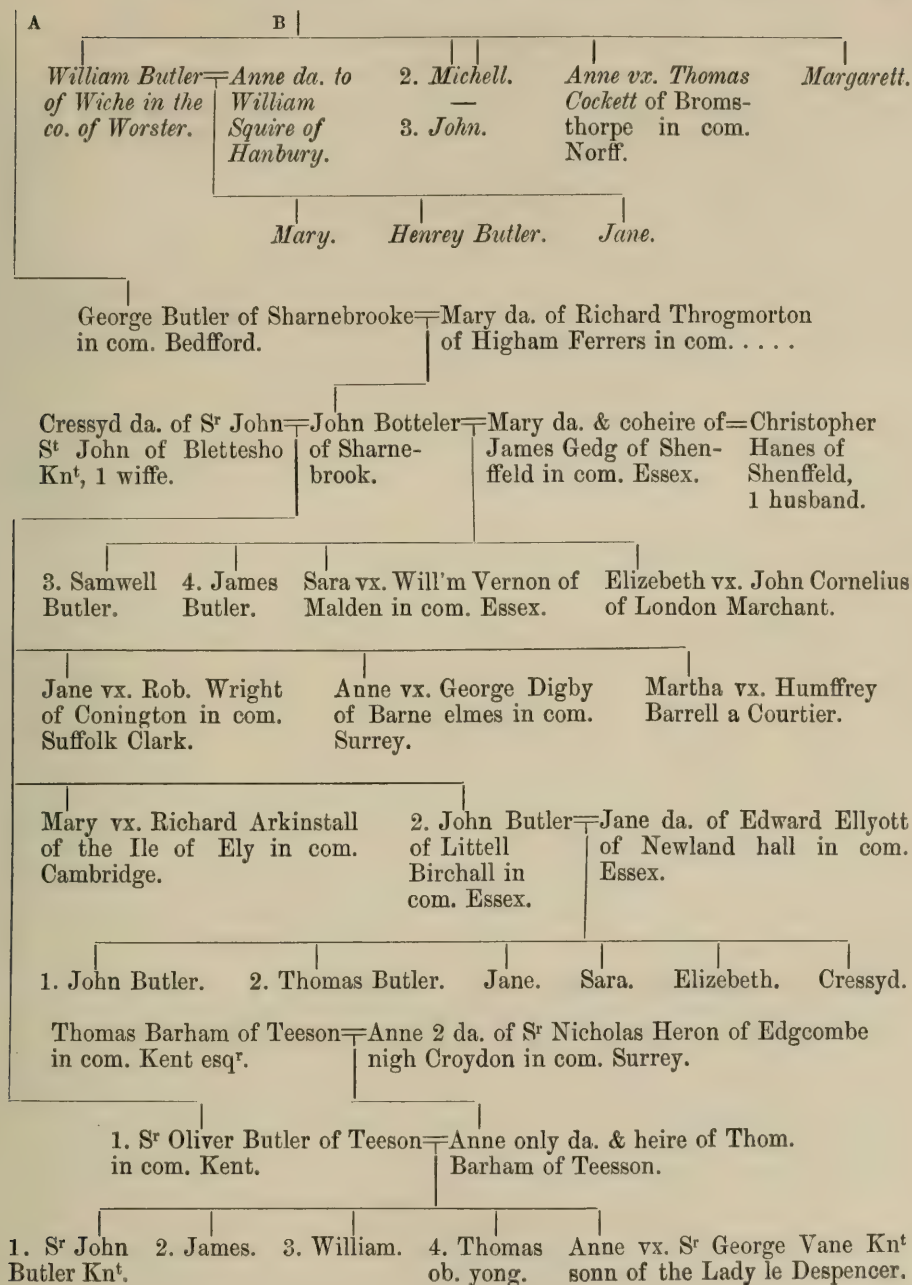 A
B
William Butler = Anne da. to
of Wiche in the William
co. of Worster. Squire of
Hanbury.
2. Michell.
—
3. John.
Anne vx. Thomas
Cockett of Broms-
thorpe in com.
Norff.
Margarett.
Mary. Henrey Butler. Jane.
George Butler of Sharnebrooke = Mary da. of Richard Throgmorton
in com. Bedfford. of Higham Ferrers in com. . . . .
Cressyd da. of Sʳ John = John Botteler = Mary da. & coheire of = Christopher
Sᵗ John of Blettesho of Sharne- James Gedg of Shen- Hanes of
Knᵗ, 1 wiffe. brook. ffeld in com. Essex. Shenffeld,
1 husband.
3. Samwell 4. James Sara vx. Will'm Vernon of Elizebeth vx. John Cornelius
Butler. Butler. Malden in com. Essex. of London Marchant.
Jane vx. Rob. Wright Anne vx. George Digby Martha vx. Humffrey
of Conington in com. of Barne elmes in com. Barrell a Courtier.
Suffolk Clark. Surrey.
Mary vx. Richard Arkinstall 2. John Butler = Jane da. of Edward Ellyott
of the Ile of Ely in com. of Littell of Newland hall in com.
Cambridge. Birchall in Essex.
com. Essex.
1. John Butler. 2. Thomas Butler. Jane. Sara. Elizebeth. Cressyd.
Thomas Barham of Teeson = Anne 2 da. of Sʳ Nicholas Heron of Edgcombe
in com. Kent esqʳ. nigh Croydon in com. Surrey.
1. Sʳ Oliver Butler of Teeson = Anne only da. & heire of Thom.
in com. Kent. Barham of Teesson.
1. Sʳ John 2. James. 3. William. 4. Thomas Anne vx. Sʳ George Vane Knᵗ
Butler Knᵗ. ob. yong. sonn of the Lady le Despencer.